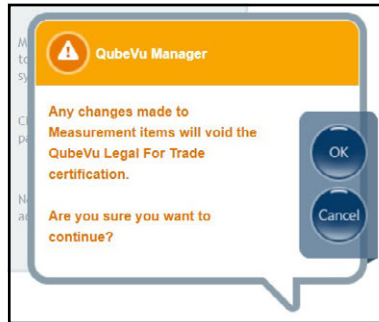 QubeVu Manager
Any changes made to
Measurement items will void the
QubeVu Legal For Trade
certification.
Are you sure you want to
continue?
OK
Cancel